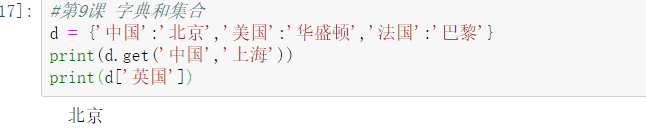 17]: #第9课 字典和集合
d = {'中国':'北京','美国':'华盛顿','法国':'巴黎'}
print(d.get('中国','上海'))
print(d['英国'])
北京